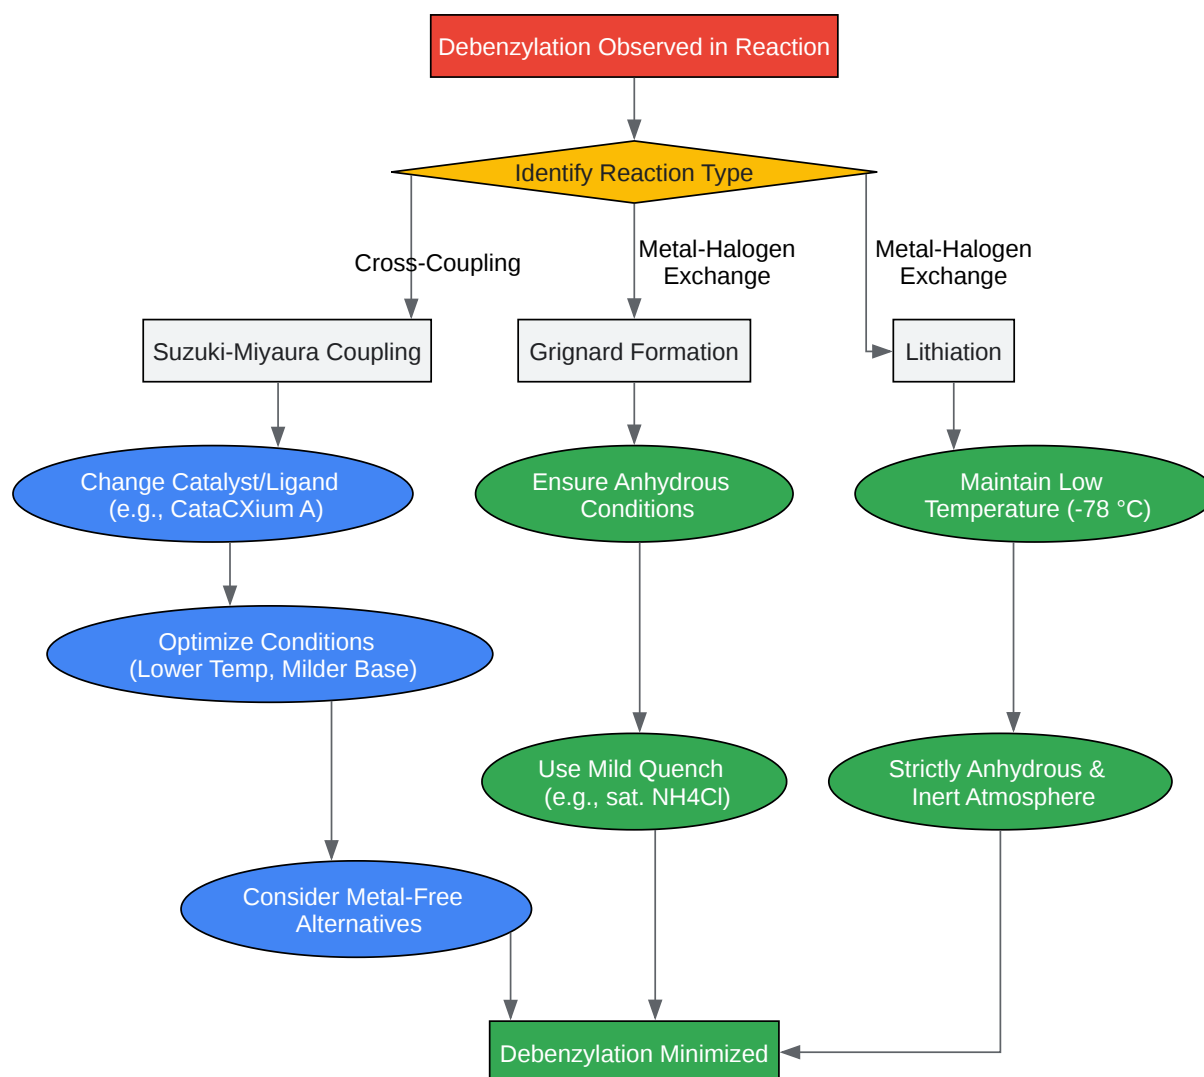 Debenzylation Observed in Reaction
Identify Reaction Type
Cross-Coupling
Metal-Halogen
Exchange
Metal-Halogen
Exchange
Suzuki-Miyaura Coupling
Grignard Formation
Lithiation
Change Catalyst/Ligand
(e.g., CataCXium A)
Ensure Anhydrous
Conditions
Maintain Low
Temperature (-78 °C)
Optimize Conditions
(Lower Temp, Milder Base)
Use Mild Quench
(e.g., sat. NH4Cl)
Strictly Anhydrous &
Inert Atmosphere
Consider Metal-Free
Alternatives
Debenzylation Minimized